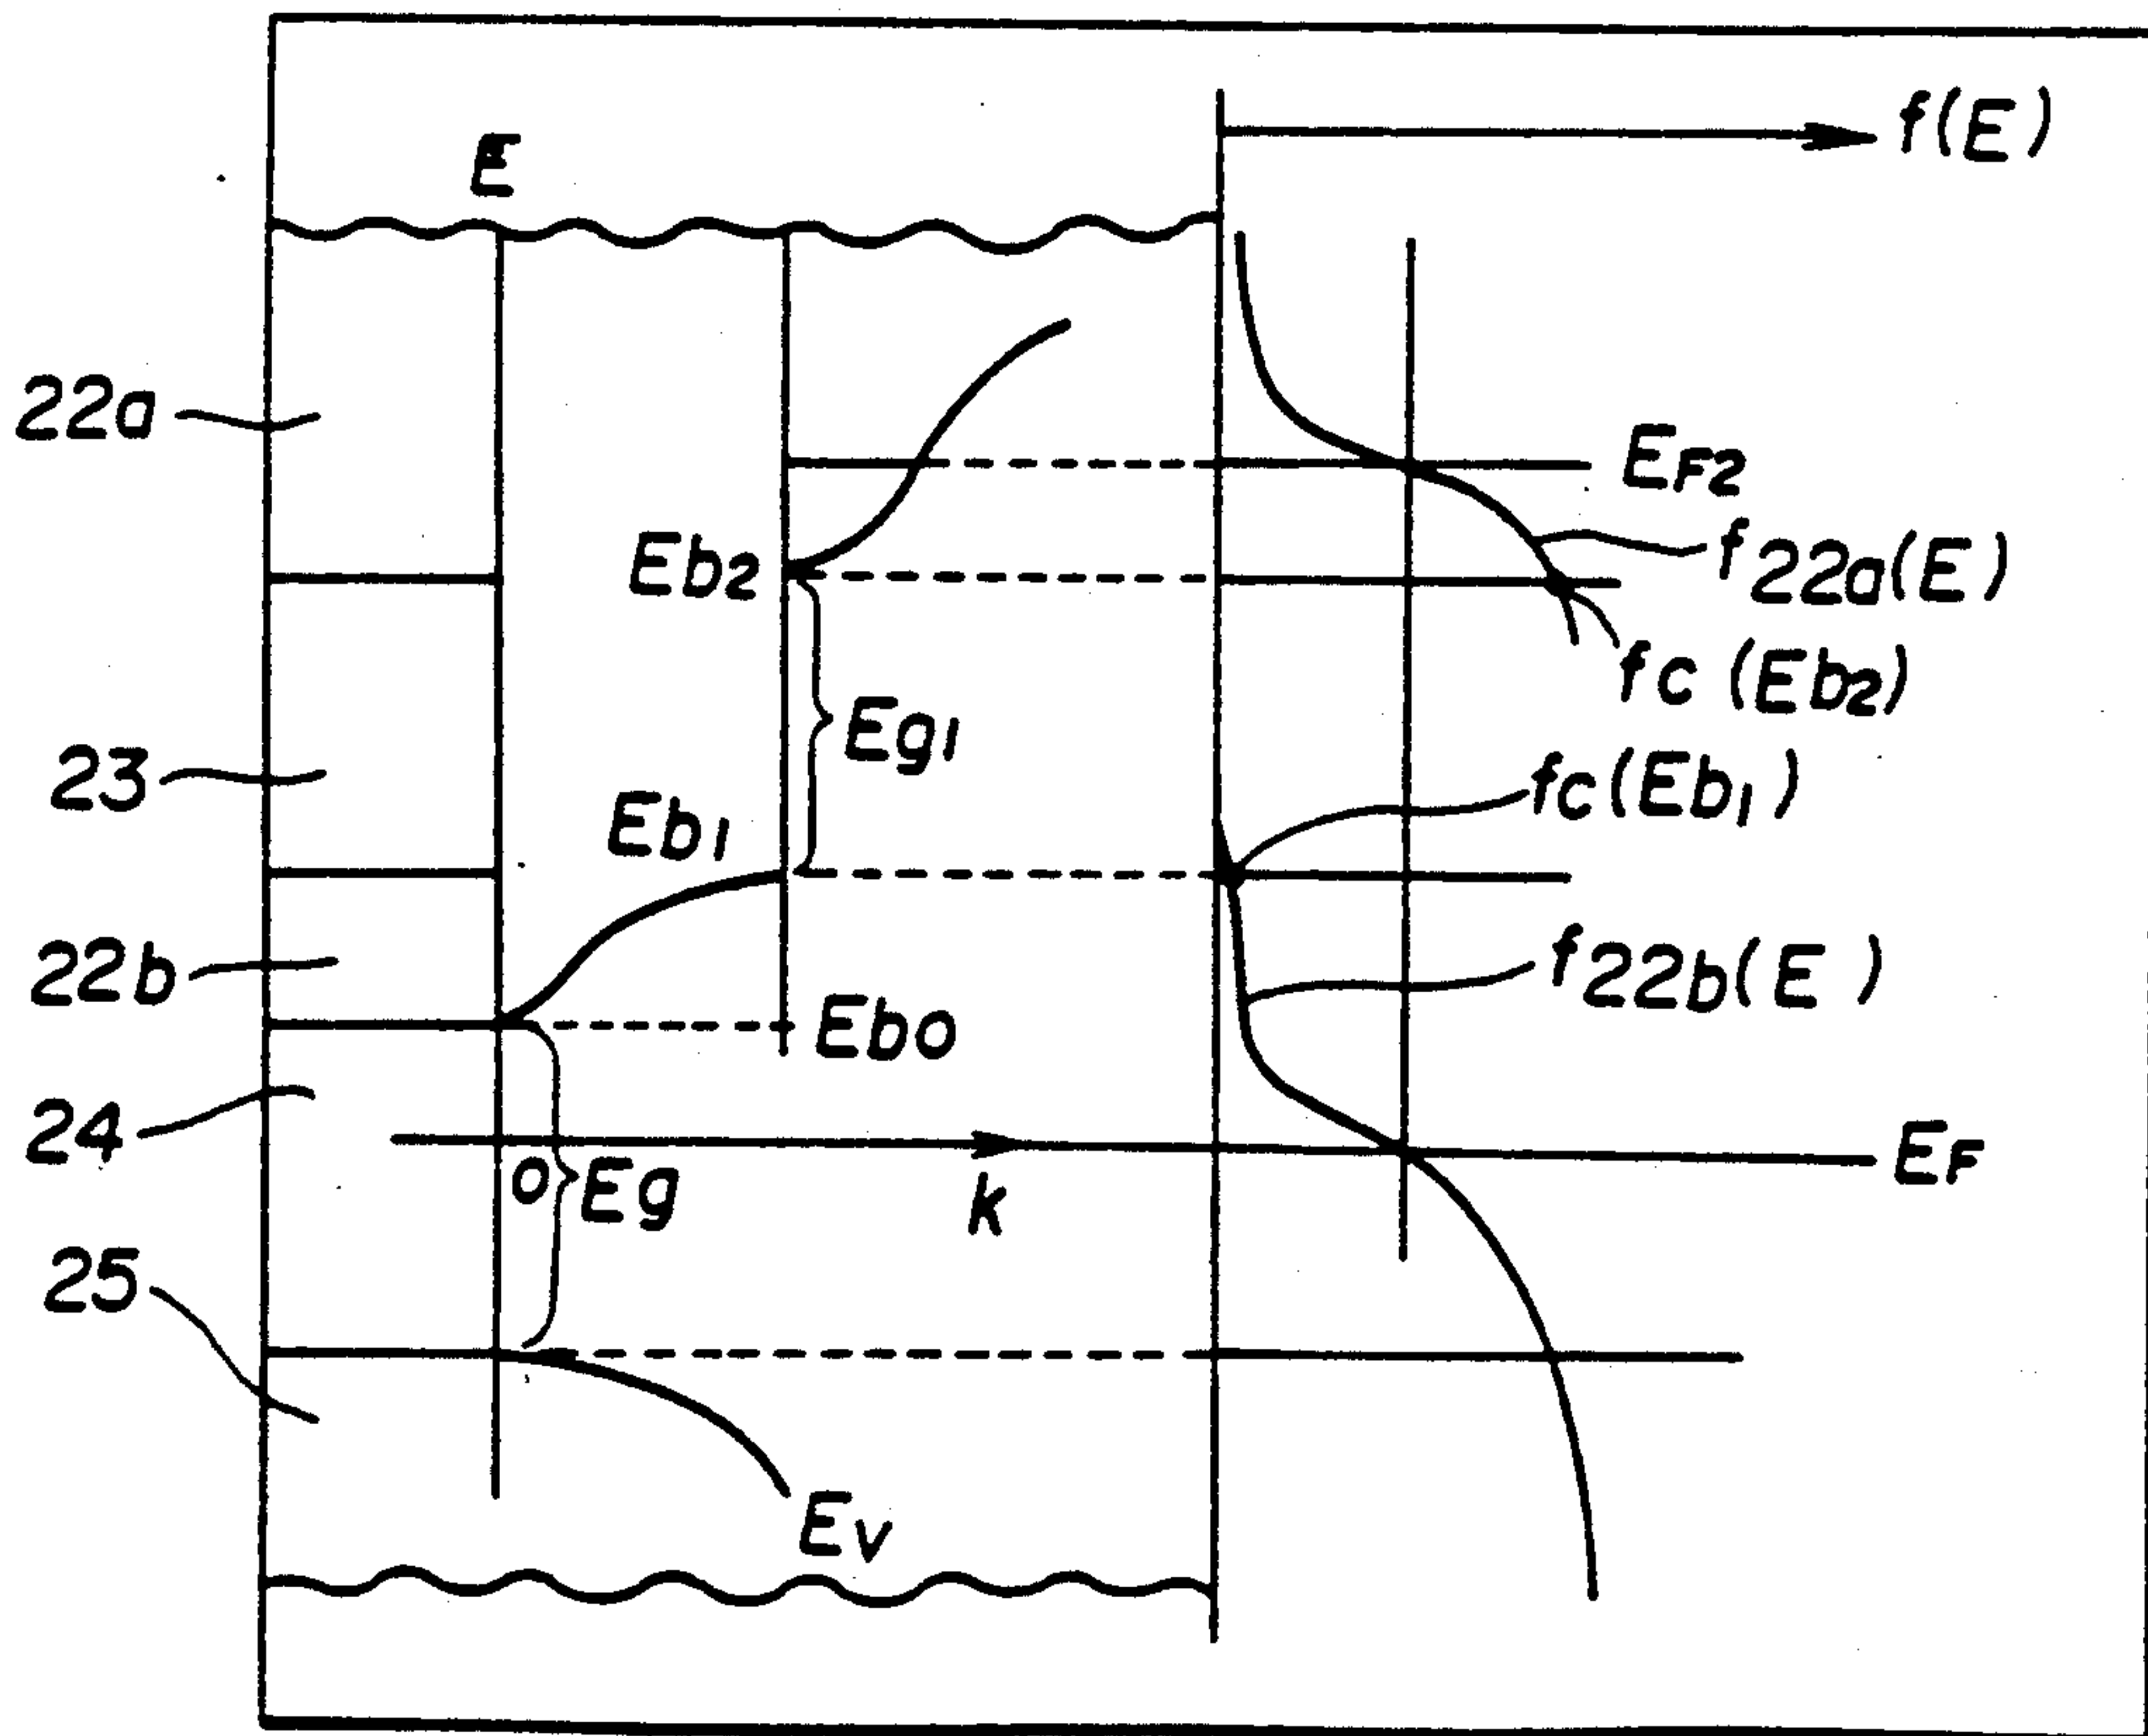 f(E)
E
22a
EF2
Eb2
f22a(E)
fc (Eb2)
Eg1
23
fc(Eb1)
Eb1
22b
f22b(E)
Eb0
24
EF
0
Eg
k
25
Ev